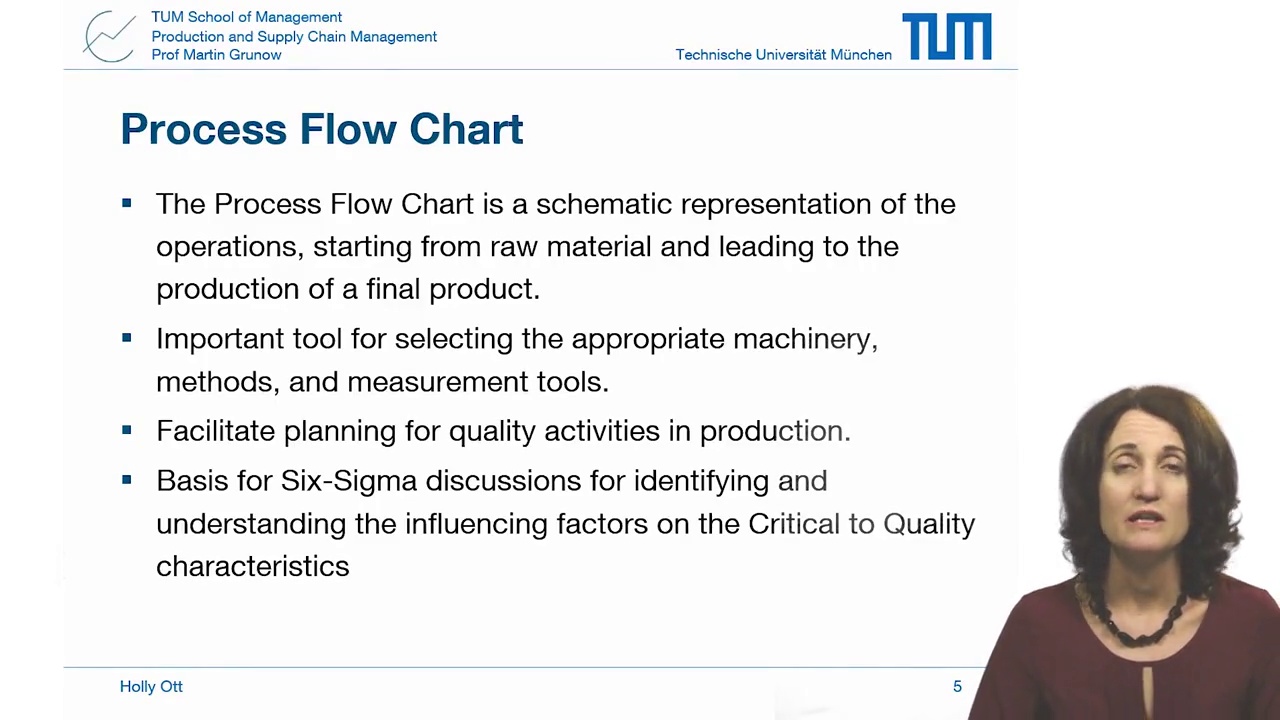 TUM School of Management
Production and Supply Chain Management
Prof Martin Grunow
Technische Universität München
TUM
Process Flow Chart
▪ The Process Flow Chart is a schematic representation of the
operations, starting from raw material and leading to the
production of a final product.
▪ Important tool for selecting the appropriate machinery,
methods, and measurement tools.
▪ Facilitate planning for quality activities in production.
▪ Basis for Six-Sigma discussions for identifying and
understanding the influencing factors on the Critical to Quality
characteristics
Holly Ott
5